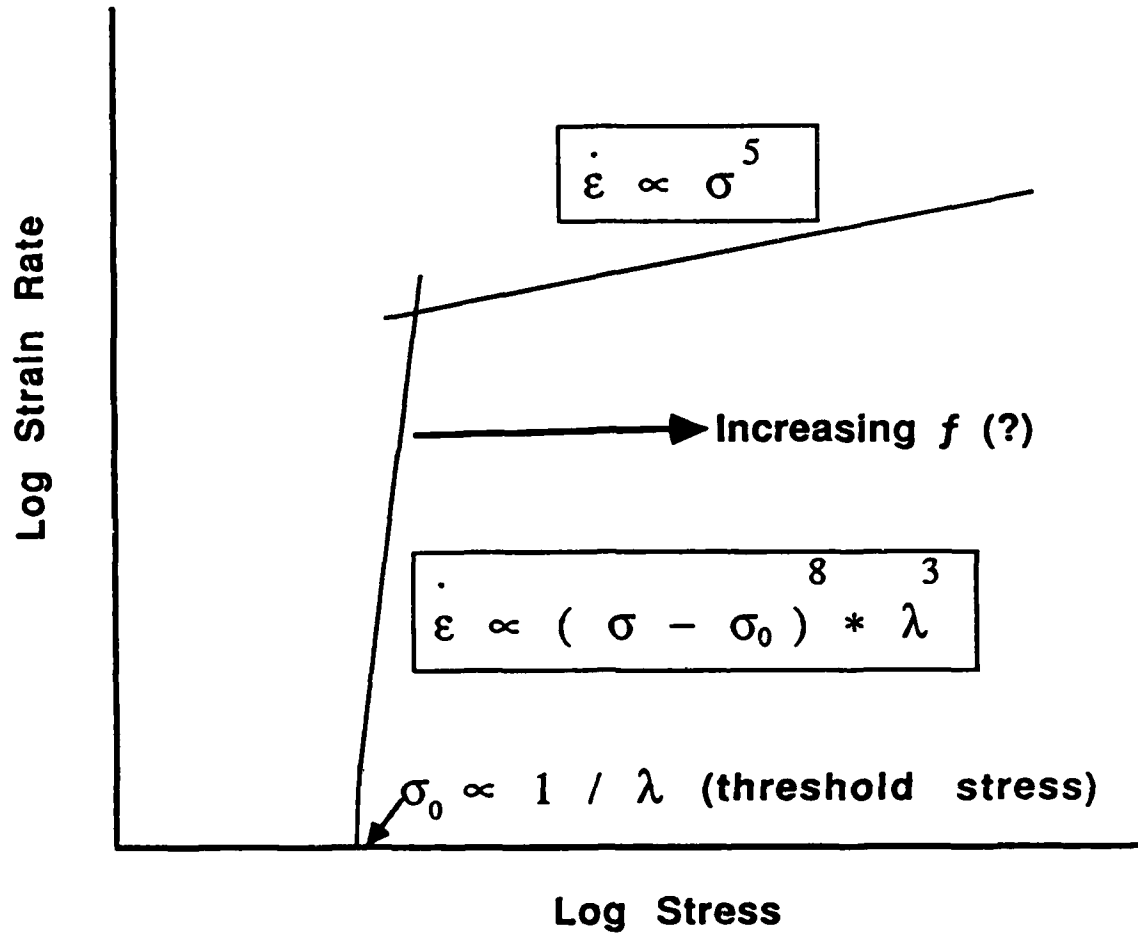 Log Strain Rate
ε̇ ∝ σ⁵
Increasing f (?)
ε̇ ∝ ( σ − σ₀ )⁸ * λ³
σ₀ ∝ 1 / λ (threshold stress)
Log Stress